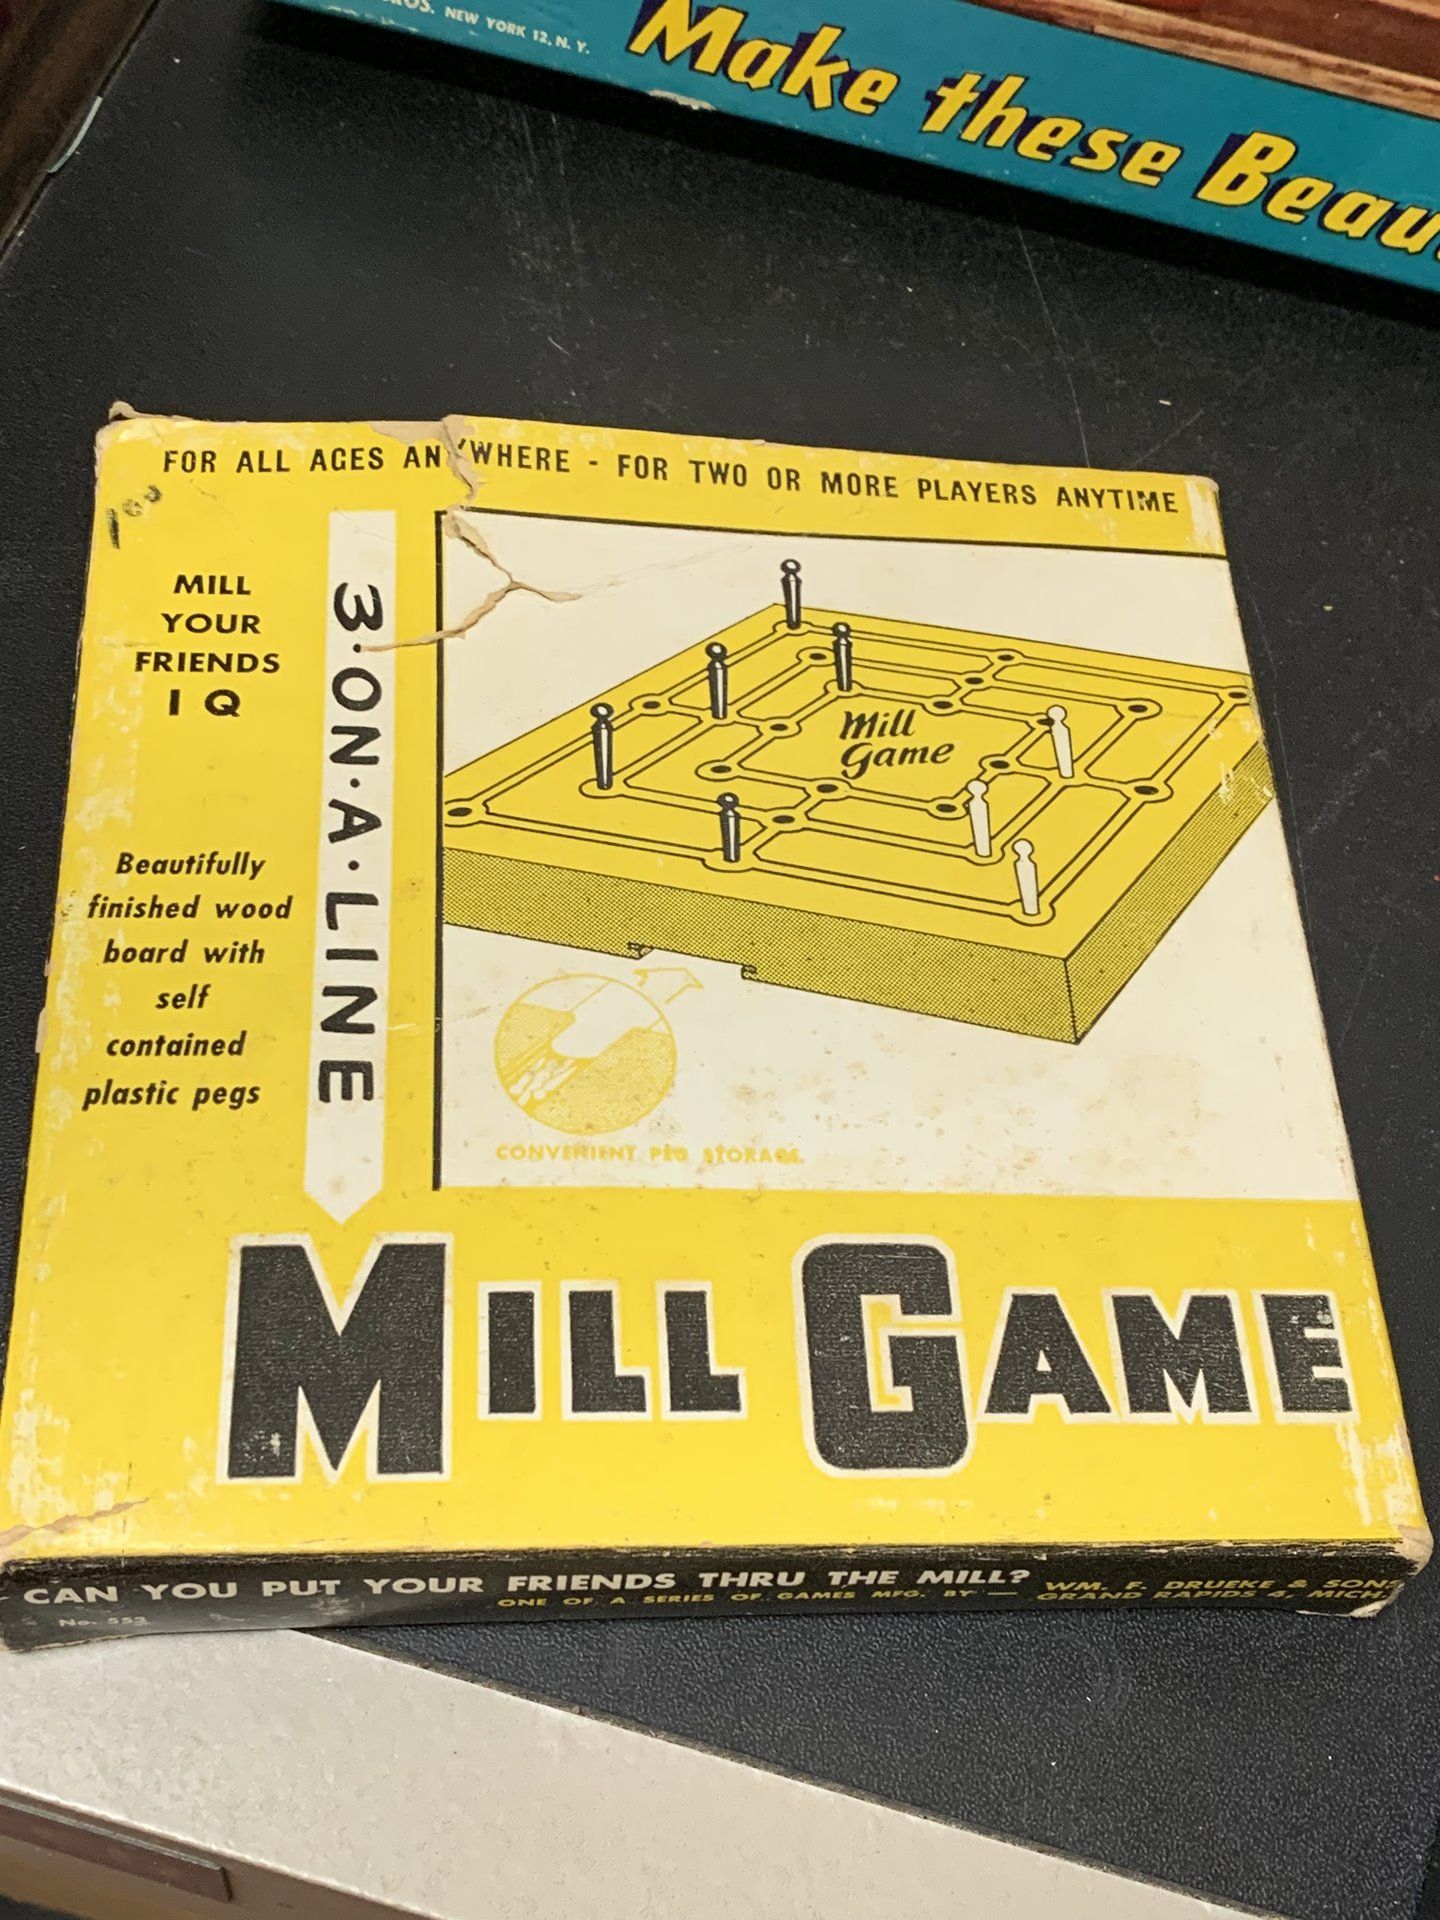 NEW YORK 12, N. Y.
Make these
FOR ALL AGES ANYWHERE - FOR TWO OR MORE PLAYERS ANYTIME
MILL
YOUR
FRIENDS
I Q
3·ON·A·LINE
Beautifully
finished wood
board with
self
contained
plastic pegs
Mill
Game
CONVENIENT PEG STORAGE
MILL GAME
CAN YOU PUT YOUR FRIENDS THRU THE MILL?
ONE OF A SERIES OF GAMES MFG. BY —
WM. F. DRUEKE & SONS
GRAND RAPIDS 4, MICH.
No. 553